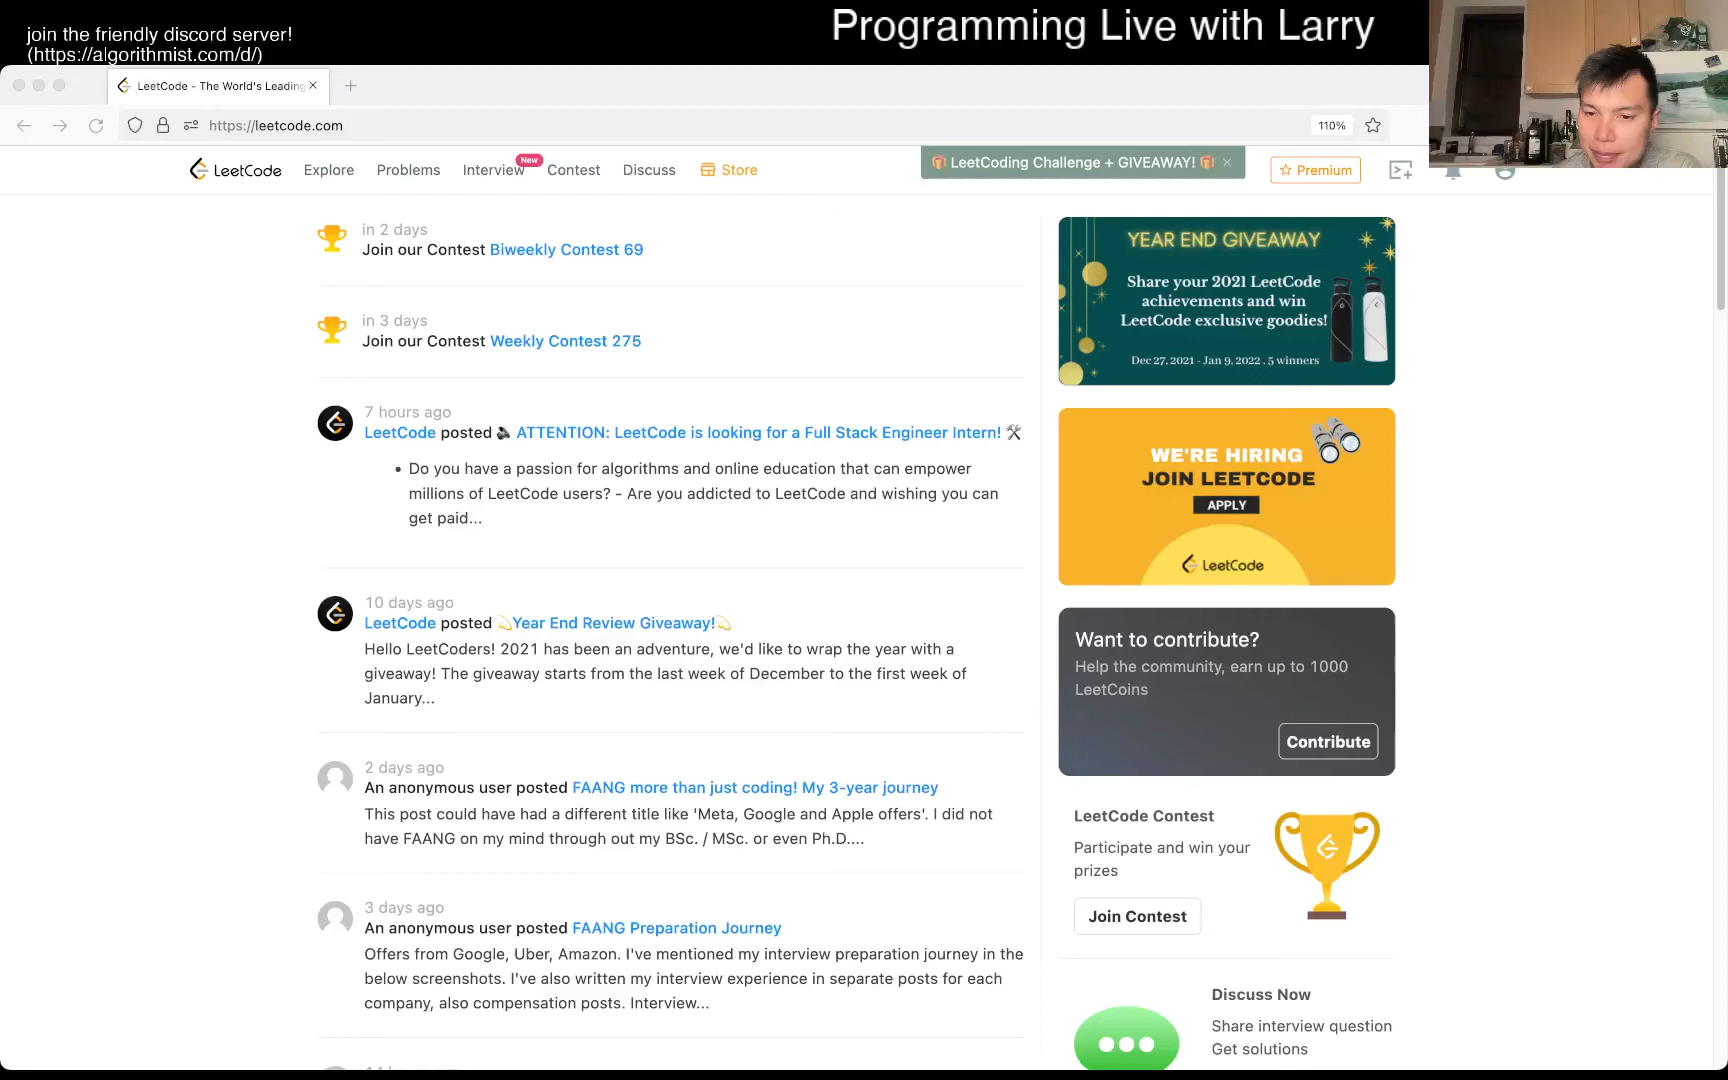 join the friendly discord server!
(https://algorithmist.com/d/)
Programming Live with Larry
LeetCode - The World's Leading
https://leetcode.com
110%
LeetCode
Explore
Problems
Interview
New
Contest
Discuss
Store
LeetCoding Challenge + GIVEAWAY!
Premium
in 2 days
Join our Contest Biweekly Contest 69
in 3 days
Join our Contest Weekly Contest 275
7 hours ago
LeetCode posted ATTENTION: LeetCode is looking for a Full Stack Engineer Intern!
• Do you have a passion for algorithms and online education that can empower
millions of LeetCode users? - Are you addicted to LeetCode and wishing you can
get paid...
10 days ago
LeetCode posted 💫Year End Review Giveaway!💫
Hello LeetCoders! 2021 has been an adventure, we'd like to wrap the year with a
giveaway! The giveaway starts from the last week of December to the first week of
January...
2 days ago
An anonymous user posted FAANG more than just coding! My 3-year journey
This post could have had a different title like 'Meta, Google and Apple offers'. I did not
have FAANG on my mind through out my BSc. / MSc. or even Ph.D....
3 days ago
An anonymous user posted FAANG Preparation Journey
Offers from Google, Uber, Amazon. I've mentioned my interview preparation journey in the
below screenshots. I've also written my interview experience in separate posts for each
company, also compensation posts. Interview...
YEAR END GIVEAWAY
Share your 2021 LeetCode
achievements and win
LeetCode exclusive goodies!
Dec 27, 2021 - Jan 9, 2022 , 5 winners
WE'RE HIRING
JOIN LEETCODE
APPLY
LeetCode
Want to contribute?
Help the community, earn up to 1000
LeetCoins
Contribute
LeetCode Contest
Participate and win your
prizes
Join Contest
Discuss Now
Share interview question
Get solutions